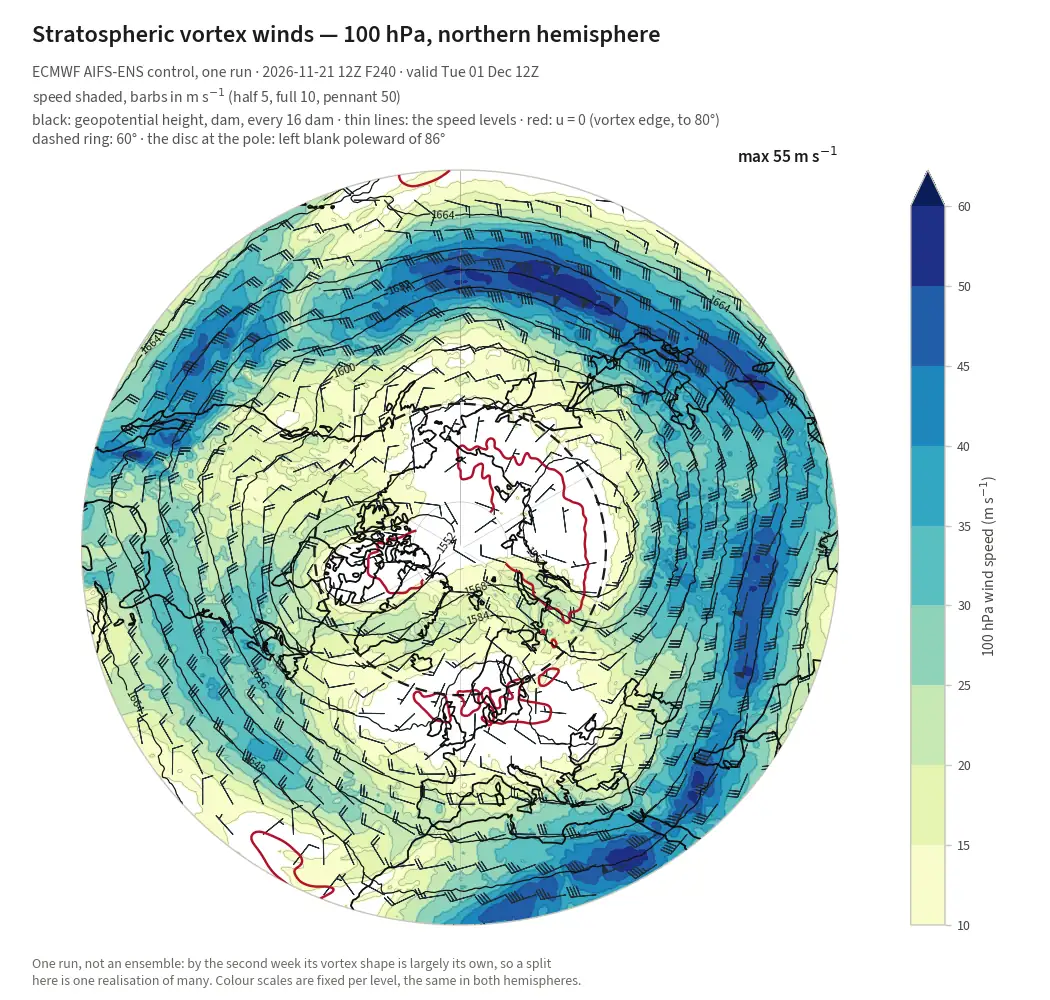 Stratospheric vortex winds — 100 hPa, northern hemisphere
ECMWF AIFS-ENS control, one run · 2026-11-21 12Z F240 · valid Tue 01 Dec 12Z
speed shaded, barbs in m s⁻¹ (half 5, full 10, pennant 50)
black: geopotential height, dam, every 16 dam · thin lines: the speed levels · red: u = 0 (vortex edge, to 80°)
dashed ring: 60° · the disc at the pole: left blank poleward of 86°
max 55 m s⁻¹
60
50
45
40
35
30
25
20
15
10
100 hPa wind speed (m s⁻¹)
1664
1664
1664
1600
1552
1568
1584
1616
1664
1648
One run, not an ensemble: by the second week its vortex shape is largely its own, so a split
here is one realisation of many. Colour scales are fixed per level, the same in both hemispheres.